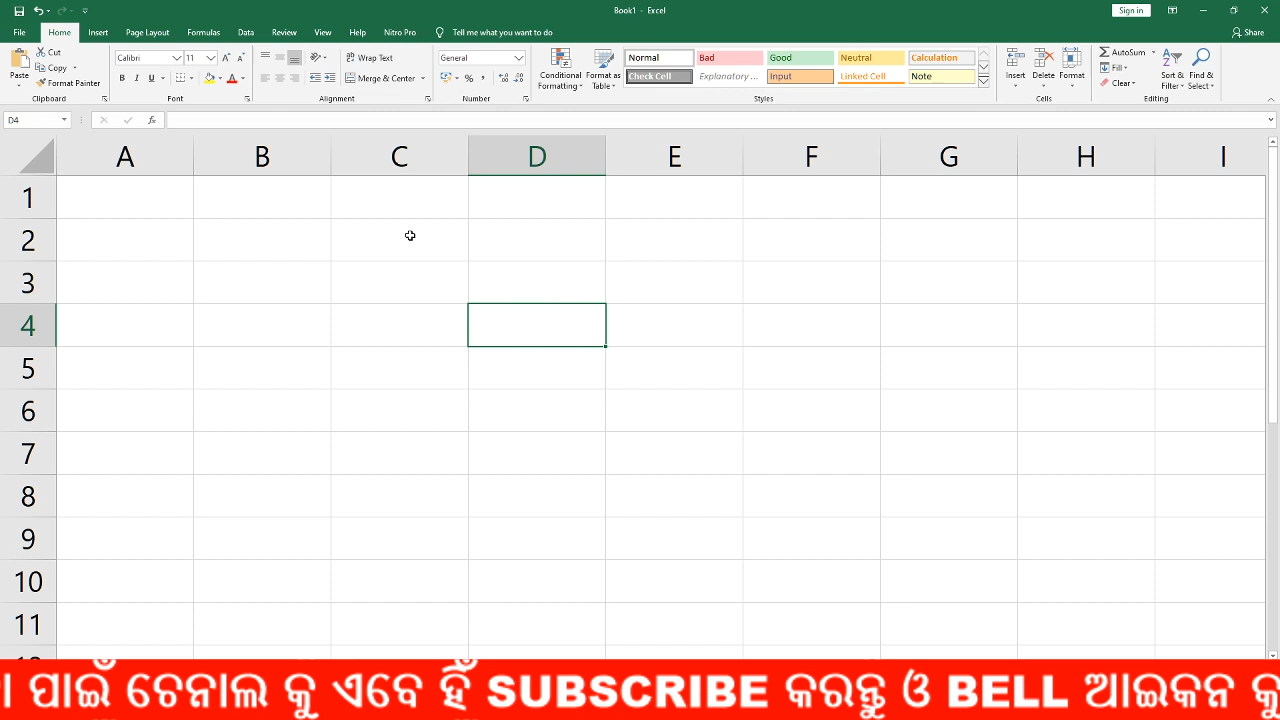 Book1 - Excel
Sign in
File Home Insert Page Layout Formulas Data Review View Help Nitro Pro Tell me what you want to do Share
Paste Cut Copy Format Painter Clipboard
Calibri 11 B I U Font
Wrap Text Merge & Center Alignment
General % Number
Conditional Formatting Format as Table Normal Bad Good Neutral Calculation
Check Cell Explanatory ... Input Linked Cell Note
Styles
Insert Delete Format Cells
AutoSum Fill Clear Sort & Filter Find & Select Editing
D4 fx
A B C D E F G H I
1
2
3
4
5
6
7
8
9
10
11
ପାଇଁ ଚେନାଲ କୁ ଏବେ ହିଁ SUBSCRIBE କରନ୍ତୁ ଓ BELL ଆଇକନ କୁ